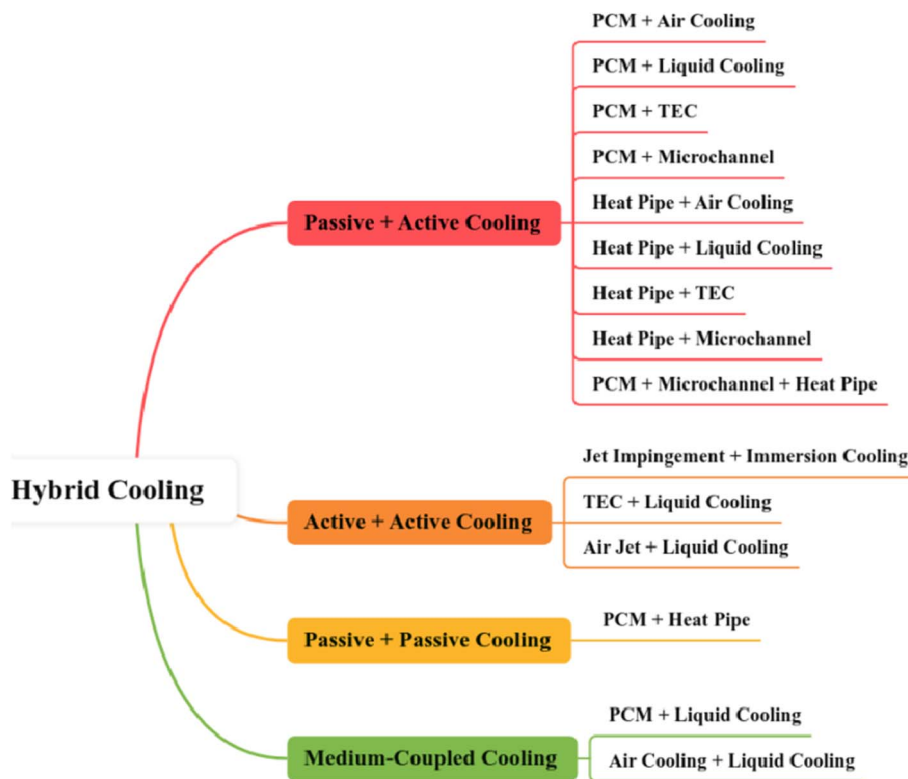 Hybrid Cooling
Passive + Active Cooling
PCM + Air Cooling
PCM + Liquid Cooling
PCM + TEC
PCM + Microchannel
Heat Pipe + Air Cooling
Heat Pipe + Liquid Cooling
Heat Pipe + TEC
Heat Pipe + Microchannel
PCM + Microchannel + Heat Pipe
Active + Active Cooling
Jet Impingement + Immersion Cooling
TEC + Liquid Cooling
Air Jet + Liquid Cooling
Passive + Passive Cooling
PCM + Heat Pipe
Medium-Coupled Cooling
PCM + Liquid Cooling
Air Cooling + Liquid Cooling